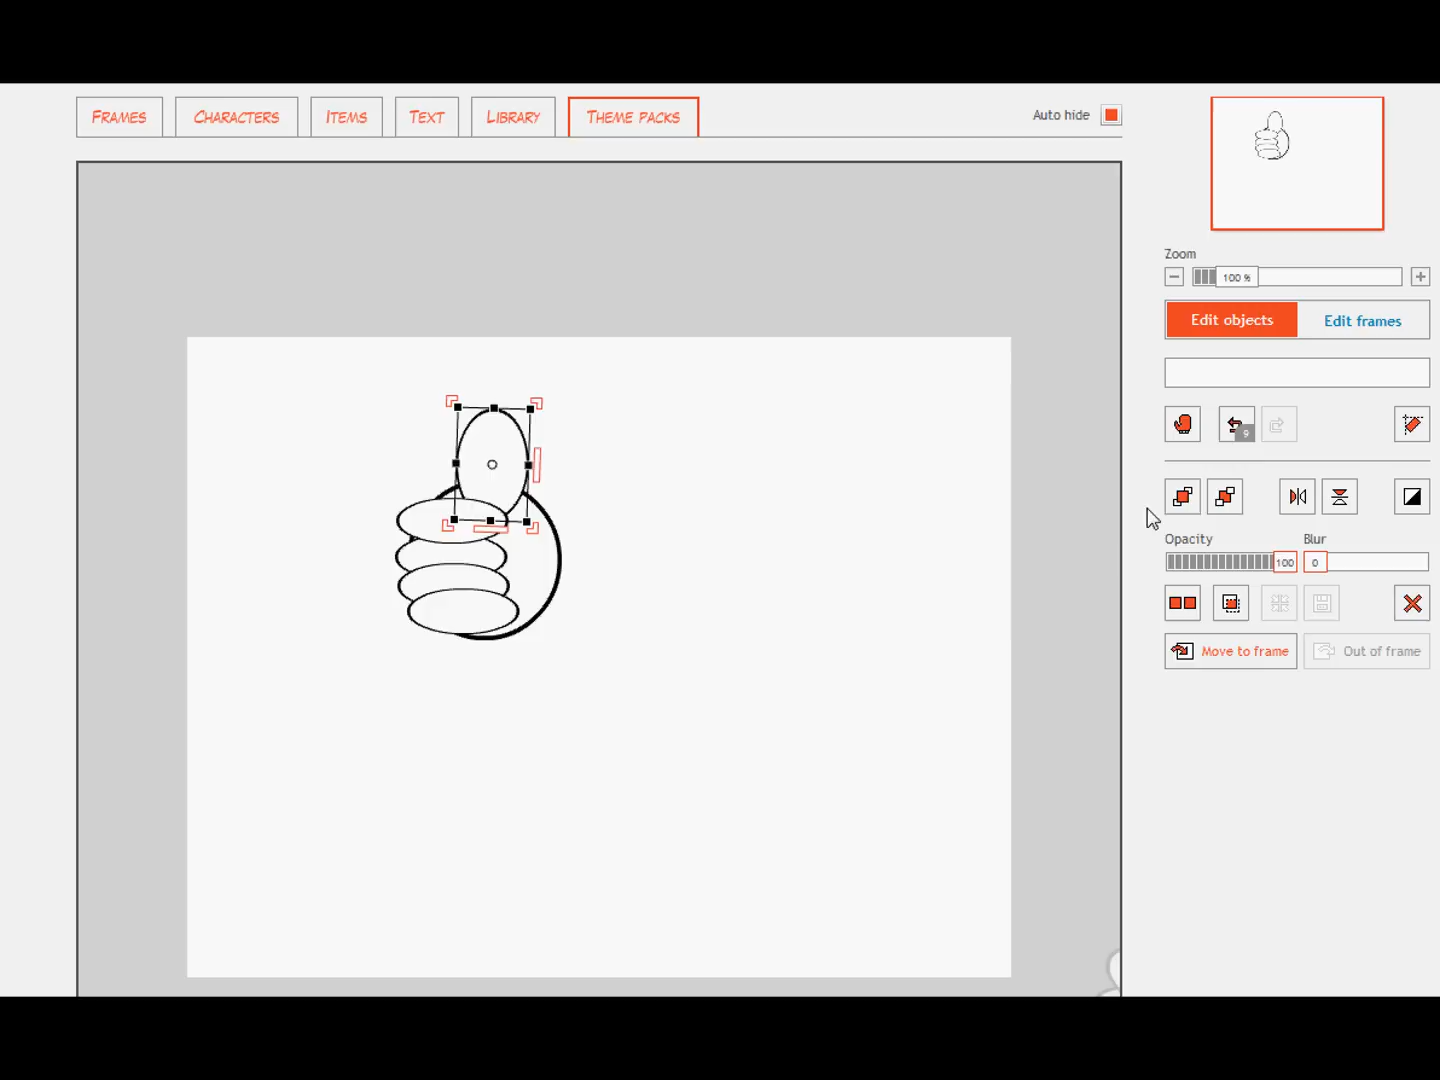 FRAMES
CHARACTERS
ITEMS
TEXT
LIBRARY
THEME PACKS
Auto hide
Zoom
100 %
Edit objects
Edit frames
9
Opacity
Blur
100
0
Move to frame
Out of frame